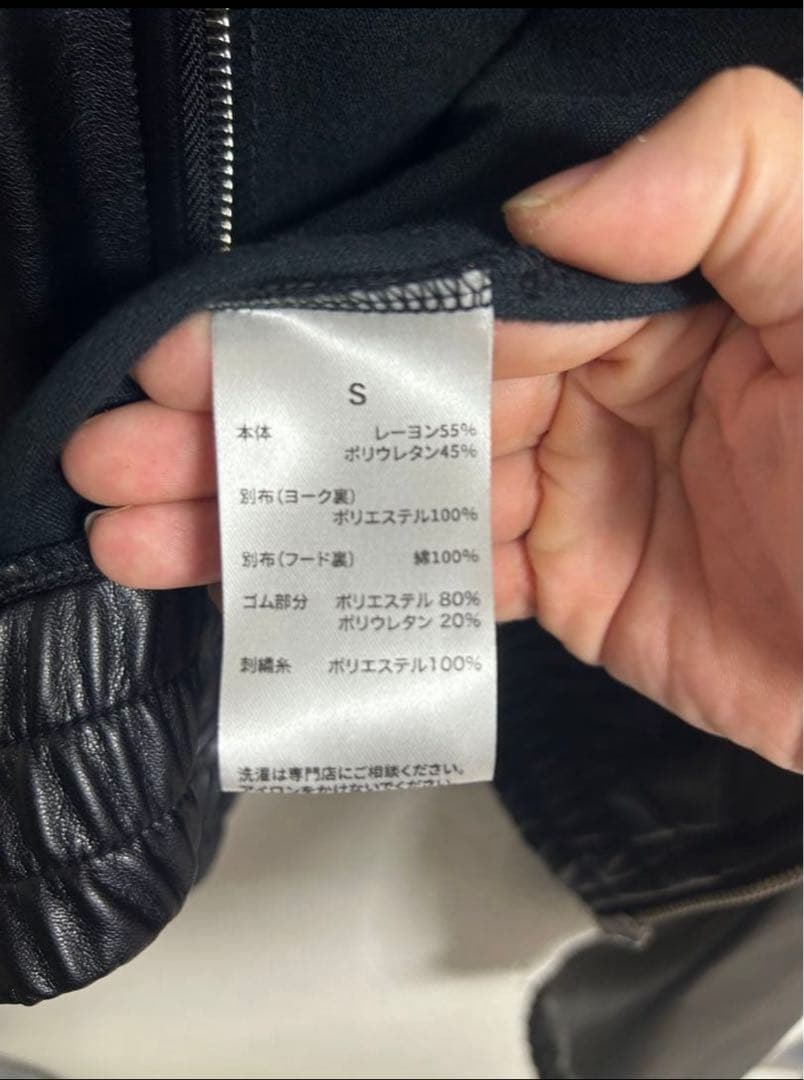 S
本体 レーヨン55%
ポリウレタン45%
別布(ヨーク裏)
ポリエステル100%
別布(フード裏) 綿100%
ゴム部分 ポリエステル 80%
ポリウレタン 20%
刺繍糸 ポリエステル100%
洗濯は専門店にご相談ください。
アイロンをかけないでください